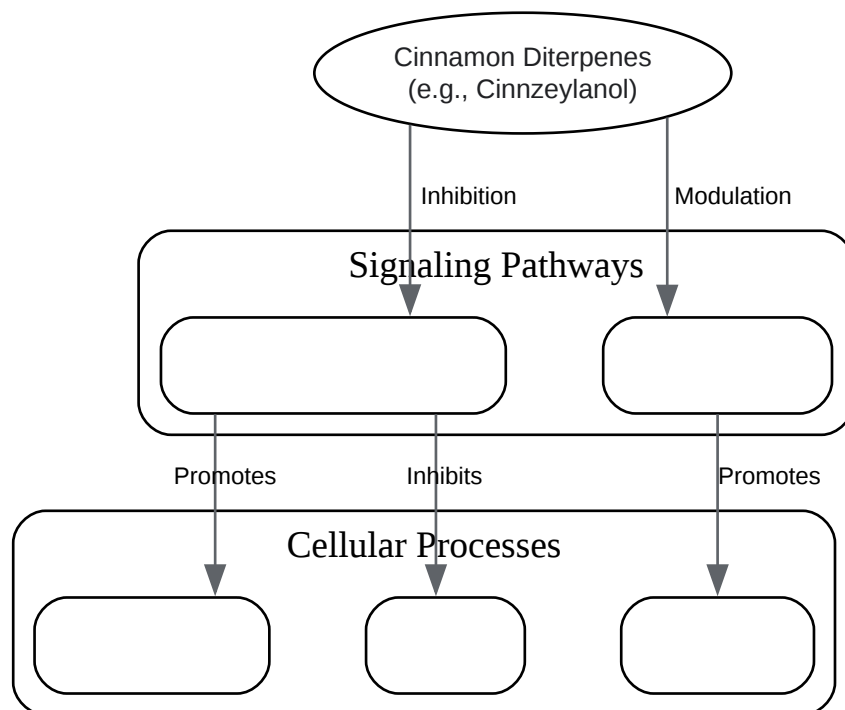 Cinnamon Diterpenes
(e.g., Cinnzeylanol)
Inhibition
Modulation
Signaling Pathways
Promotes
Inhibits
Promotes
Cellular Processes